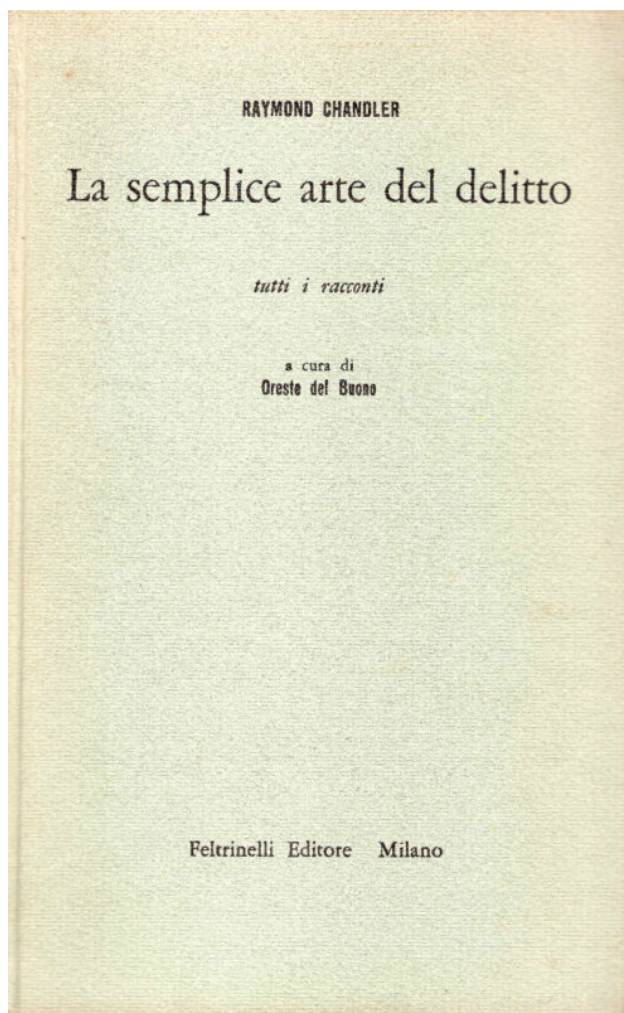 RAYMOND CHANDLER
La semplice arte del delitto
tutti i racconti
a cura di
Oreste del Buono
Feltrinelli Editore Milano